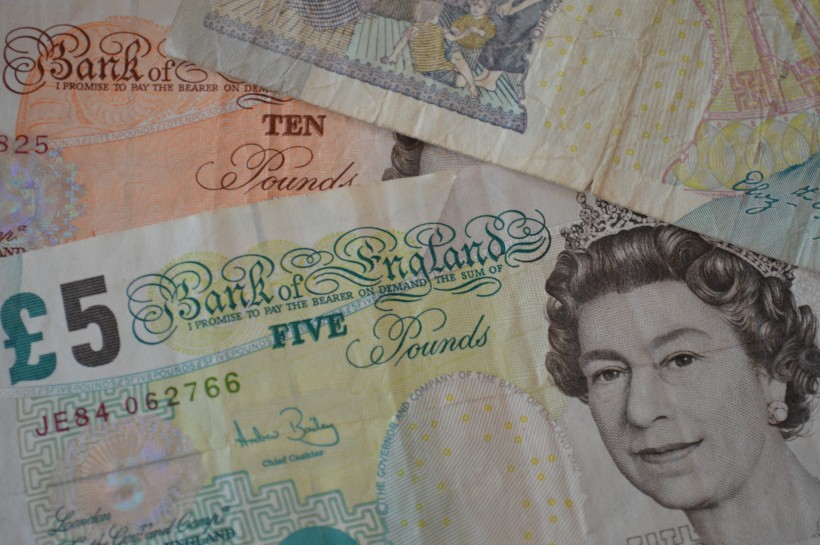 Bank of
I PROMISE TO PAY THE BEARER ON DEM
TEN
Pounds
825
£5
Bank of England
I PROMISE TO PAY THE BEARER ON DEMAND THE SUM OF
FIVE
Pounds
JE84 062766
Andrew Bailey
Chief Cashier
THE GOVERNOR AND COMPANY OF THE BANK OF
London
For the Govr and Compa
ENGLAND